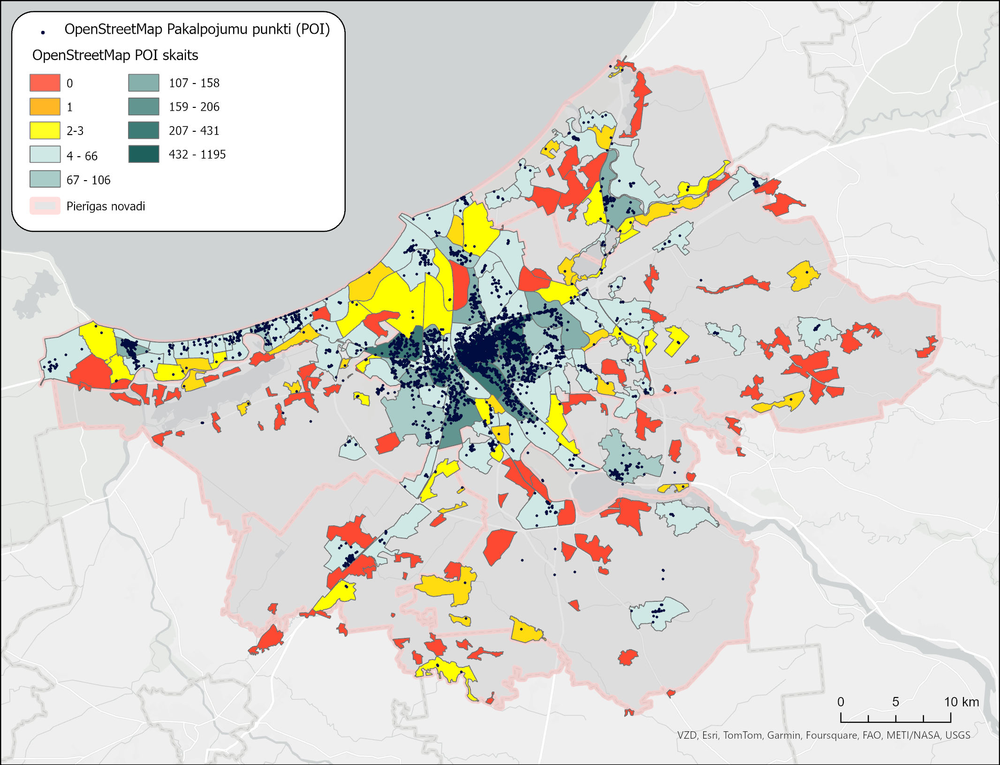 OpenStreetMap Pakalpojumu punkti (POI)
OpenStreetMap POI skaits
0
1
2-3
4 - 66
67 - 106
107 - 158
159 - 206
207 - 431
432 - 1195
Pierīgas novadi
0 5 10 km
VZD, Esri, TomTom, Garmin, Foursquare, FAO, METI/NASA, USGS